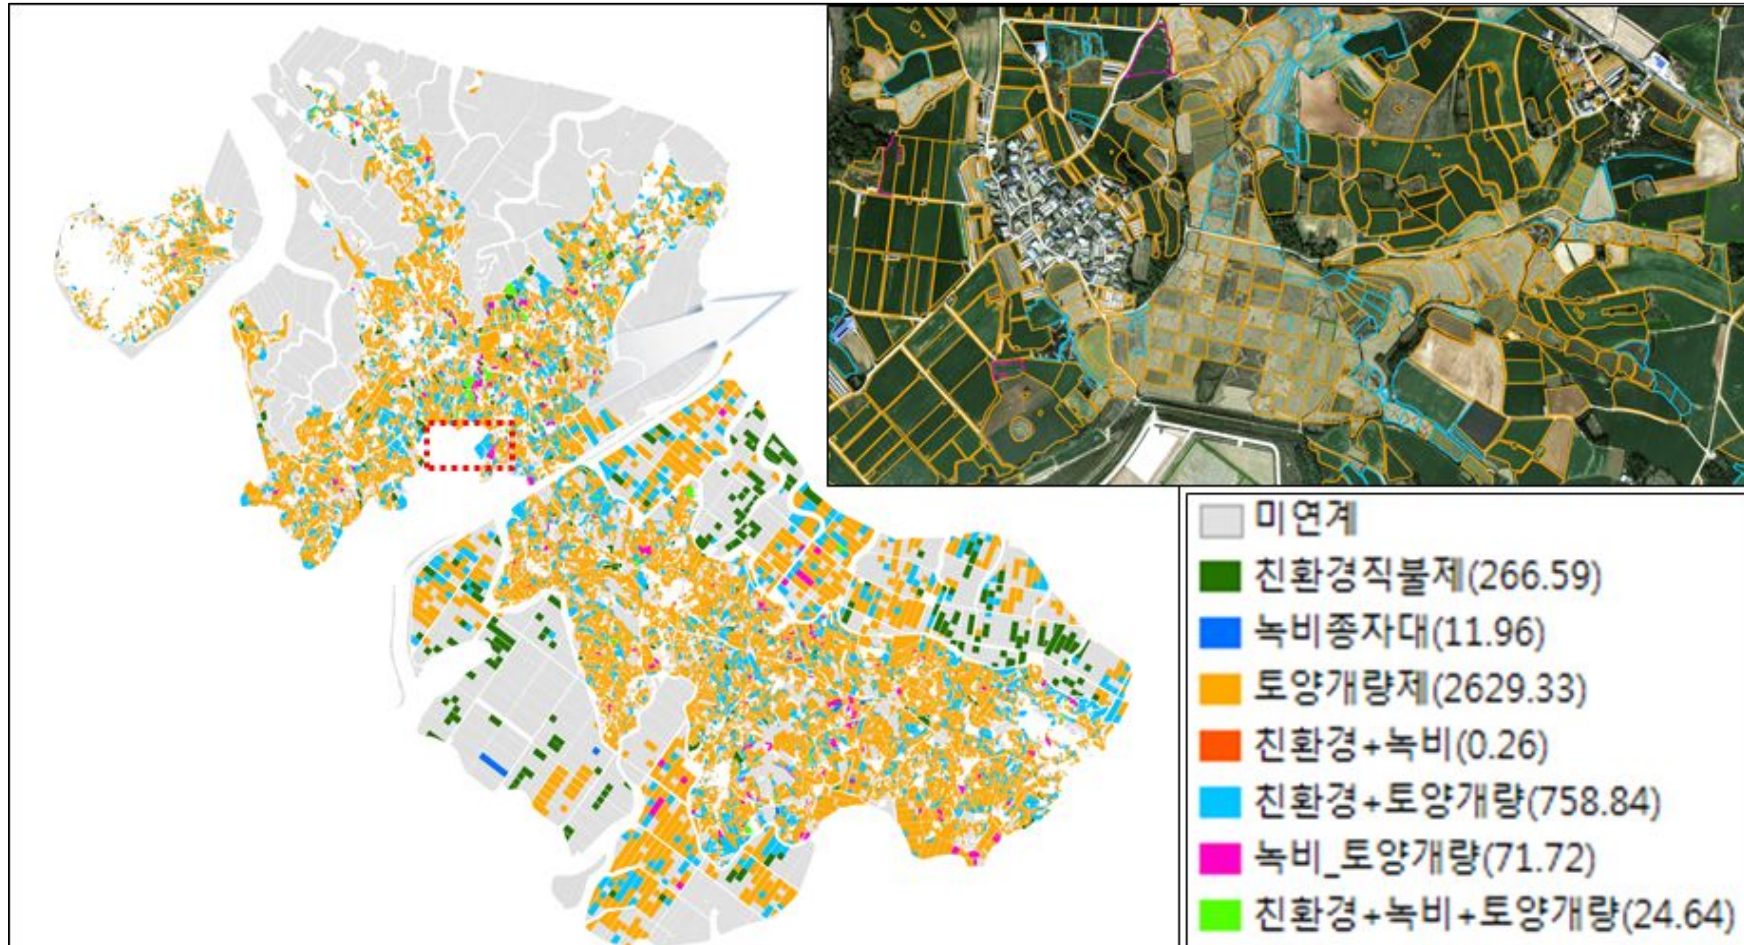 미연계
친환경직불제(266.59)
녹비종자대(11.96)
토양개량제(2629.33)
친환경+녹비(0.26)
친환경+토양개량(758.84)
녹비_토양개량(71.72)
친환경+녹비+토양개량(24.64)